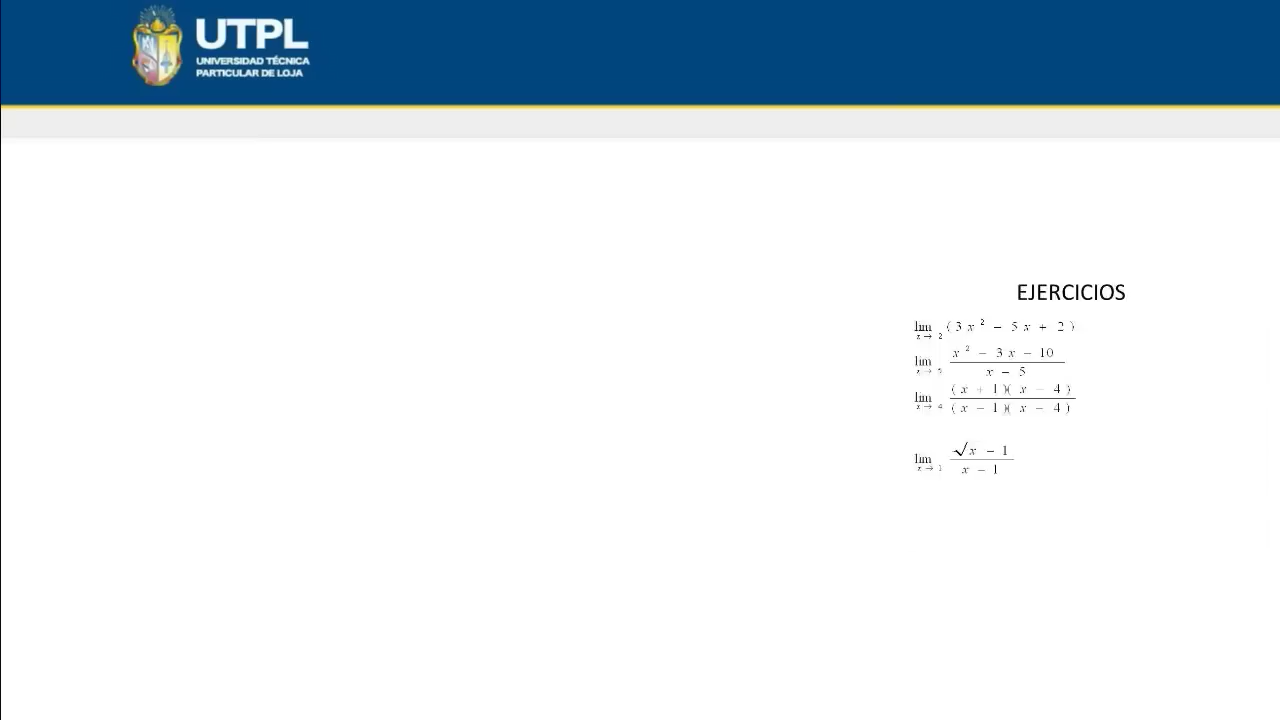 UTPL
UNIVERSIDAD TÉCNICA
PARTICULAR DE LOJA
EJERCICIOS
lim x→2 (3x² − 5x + 2)
lim x→5 (x² − 3x − 10)/(x − 5)
lim x→4 ((x + 1)(x − 4))/((x − 1)(x − 4))
lim x→1 (√x − 1)/(x − 1)